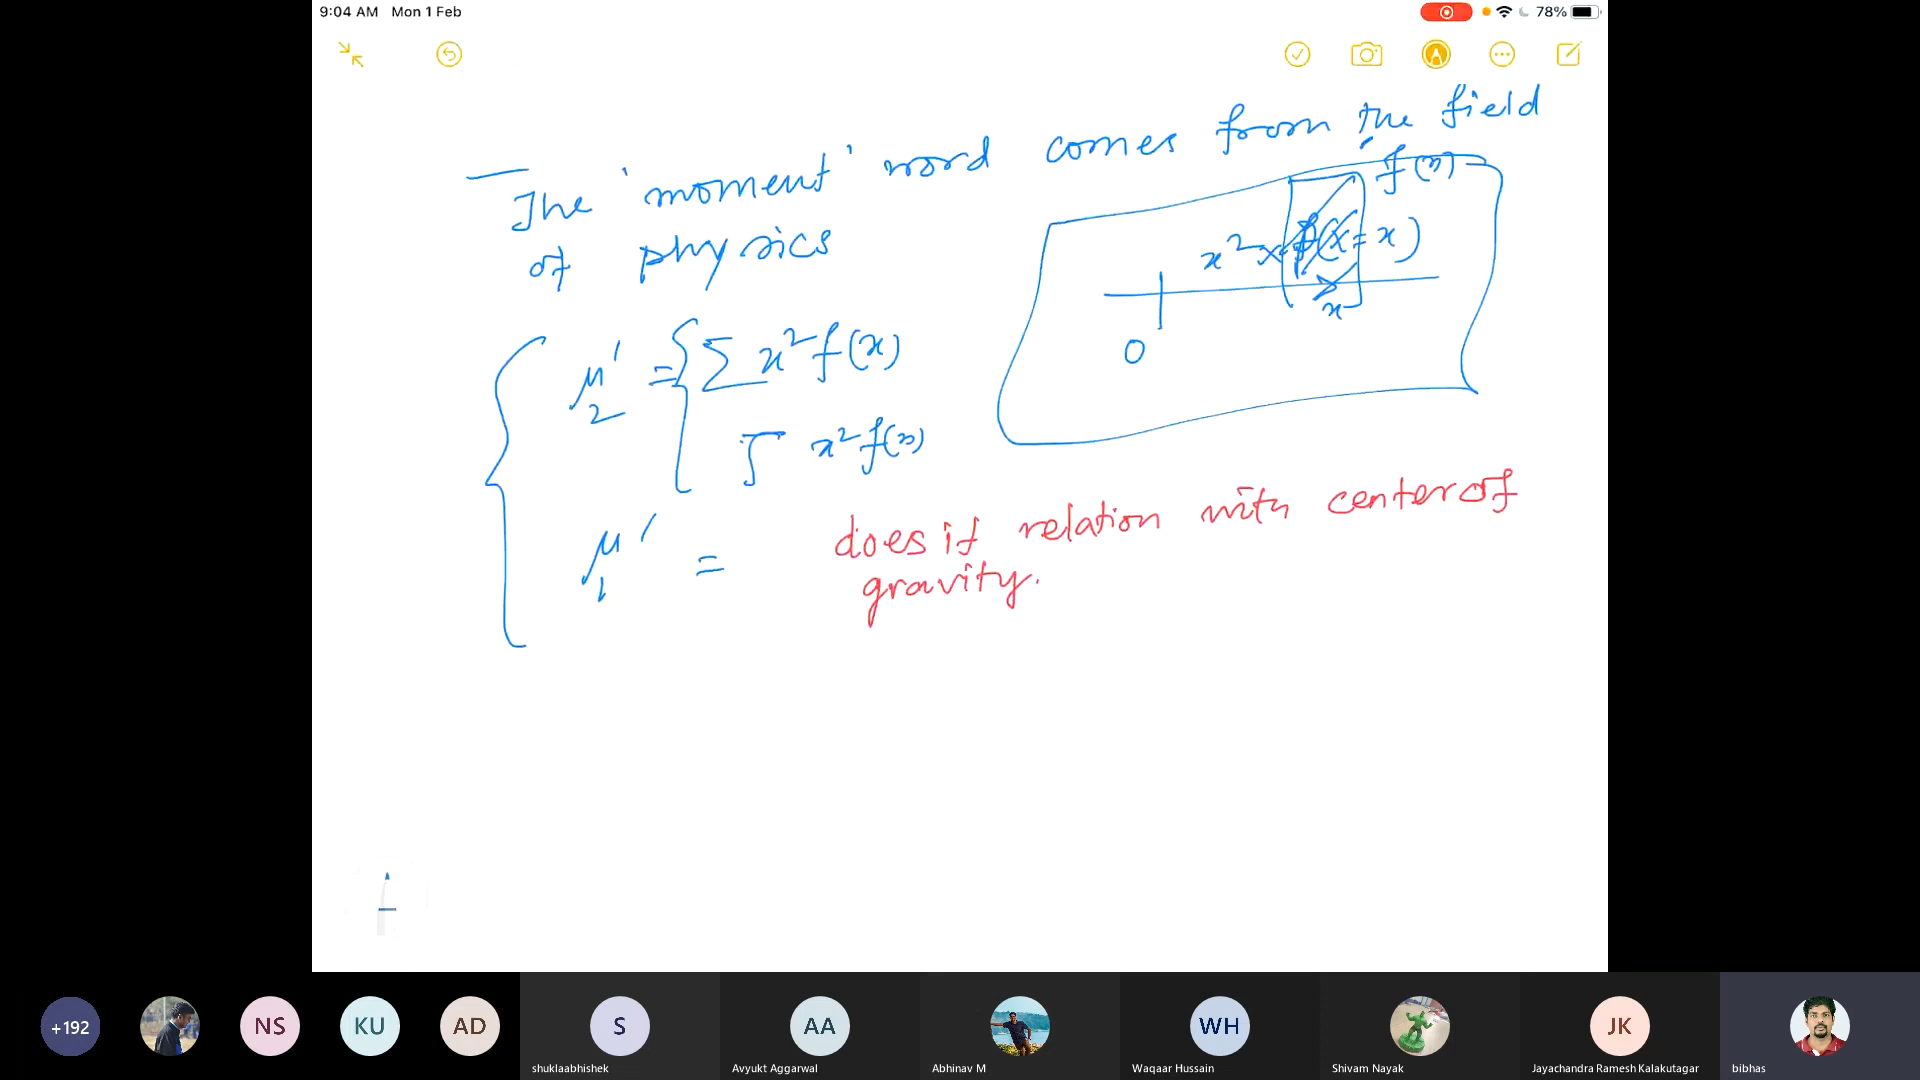 9:04 AM Mon 1 Feb
78%
The 'moment' word comes from the field
of physics
f(x)
x² × P(X = x)
x
0
μ₂' = { ∑ x² f(x)
∫ x² f(x)
μ₁' =
does it relation with center of
gravity.
+192
NS
KU
AD
S
AA
WH
JK
shuklaabhishek
Avyukt Aggarwal
Abhinav M
Waqaar Hussain
Shivam Nayak
Jayachandra Ramesh Kalakutagar
bibhas